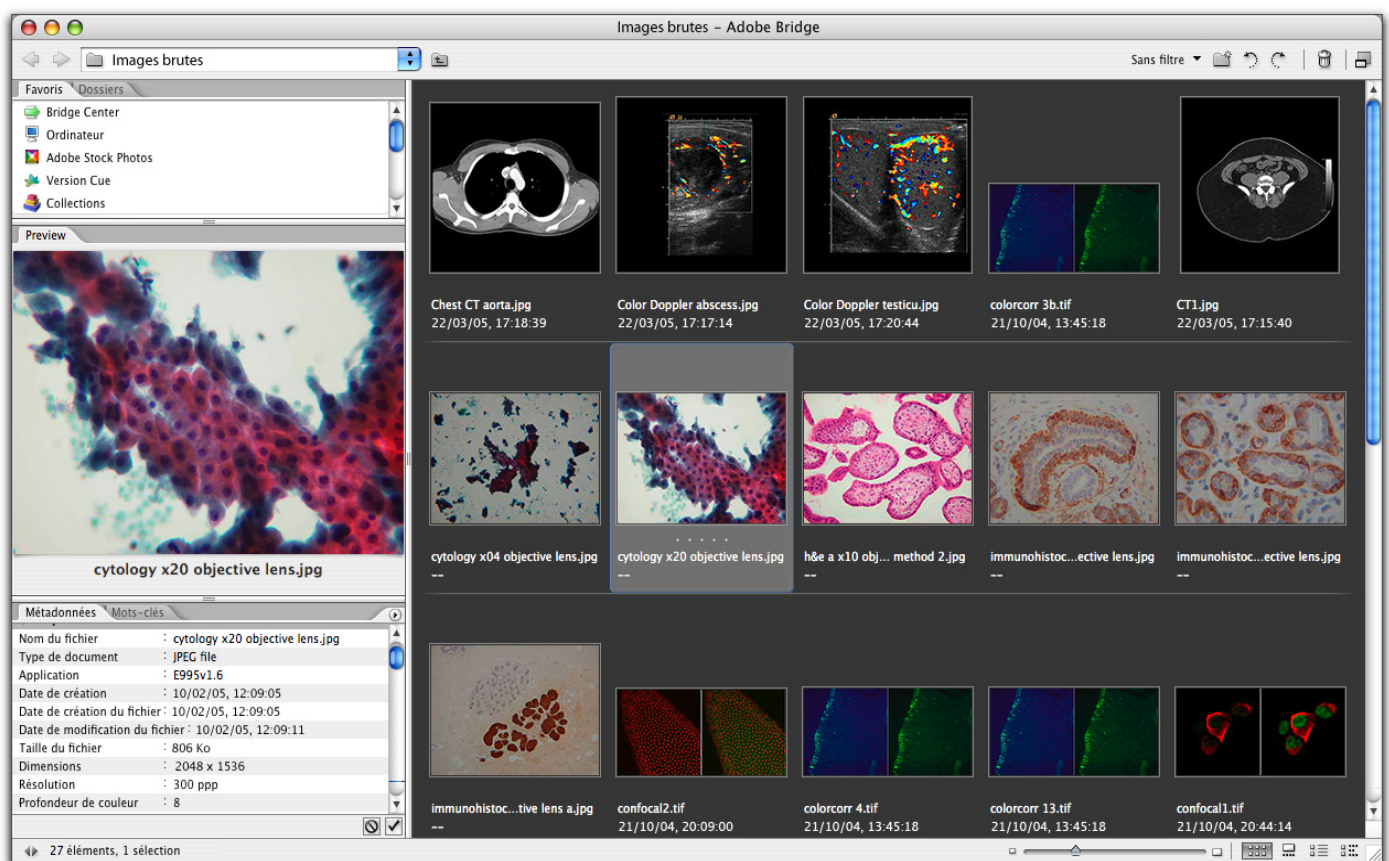 Images brutes – Adobe Bridge
Images brutes
Sans filtre
Favoris Dossiers
Bridge Center
Ordinateur
Adobe Stock Photos
Version Cue
Collections
Preview
cytology x20 objective lens.jpg
Métadonnées Mots-clés
Nom du fichier : cytology x20 objective lens.jpg
Type de document : JPEG file
Application : E995v1.6
Date de création : 10/02/05, 12:09:05
Date de création du fichier : 10/02/05, 12:09:05
Date de modification du fichier : 10/02/05, 12:09:11
Taille du fichier : 806 Ko
Dimensions : 2048 x 1536
Résolution : 300 ppp
Profondeur de couleur : 8
27 éléments, 1 sélection
Chest CT aorta.jpg Color Doppler abscess.jpg Color Doppler testicu.jpg colorcorr 3b.tif CT1.jpg
22/03/05, 17:18:39 22/03/05, 17:17:14 22/03/05, 17:20:44 21/10/04, 13:45:18 22/03/05, 17:15:40
cytology x04 objective lens.jpg cytology x20 objective lens.jpg h&e a x10 obj... method 2.jpg immunohistoc...ective lens.jpg immunohistoc...ective lens.jpg
-- -- -- -- --
immunohistoc...tive lens a.jpg confocal2.tif colorcorr 4.tif colorcorr 13.tif confocal1.tif
-- 21/10/04, 20:09:00 21/10/04, 13:45:18 21/10/04, 13:45:18 21/10/04, 20:44:14